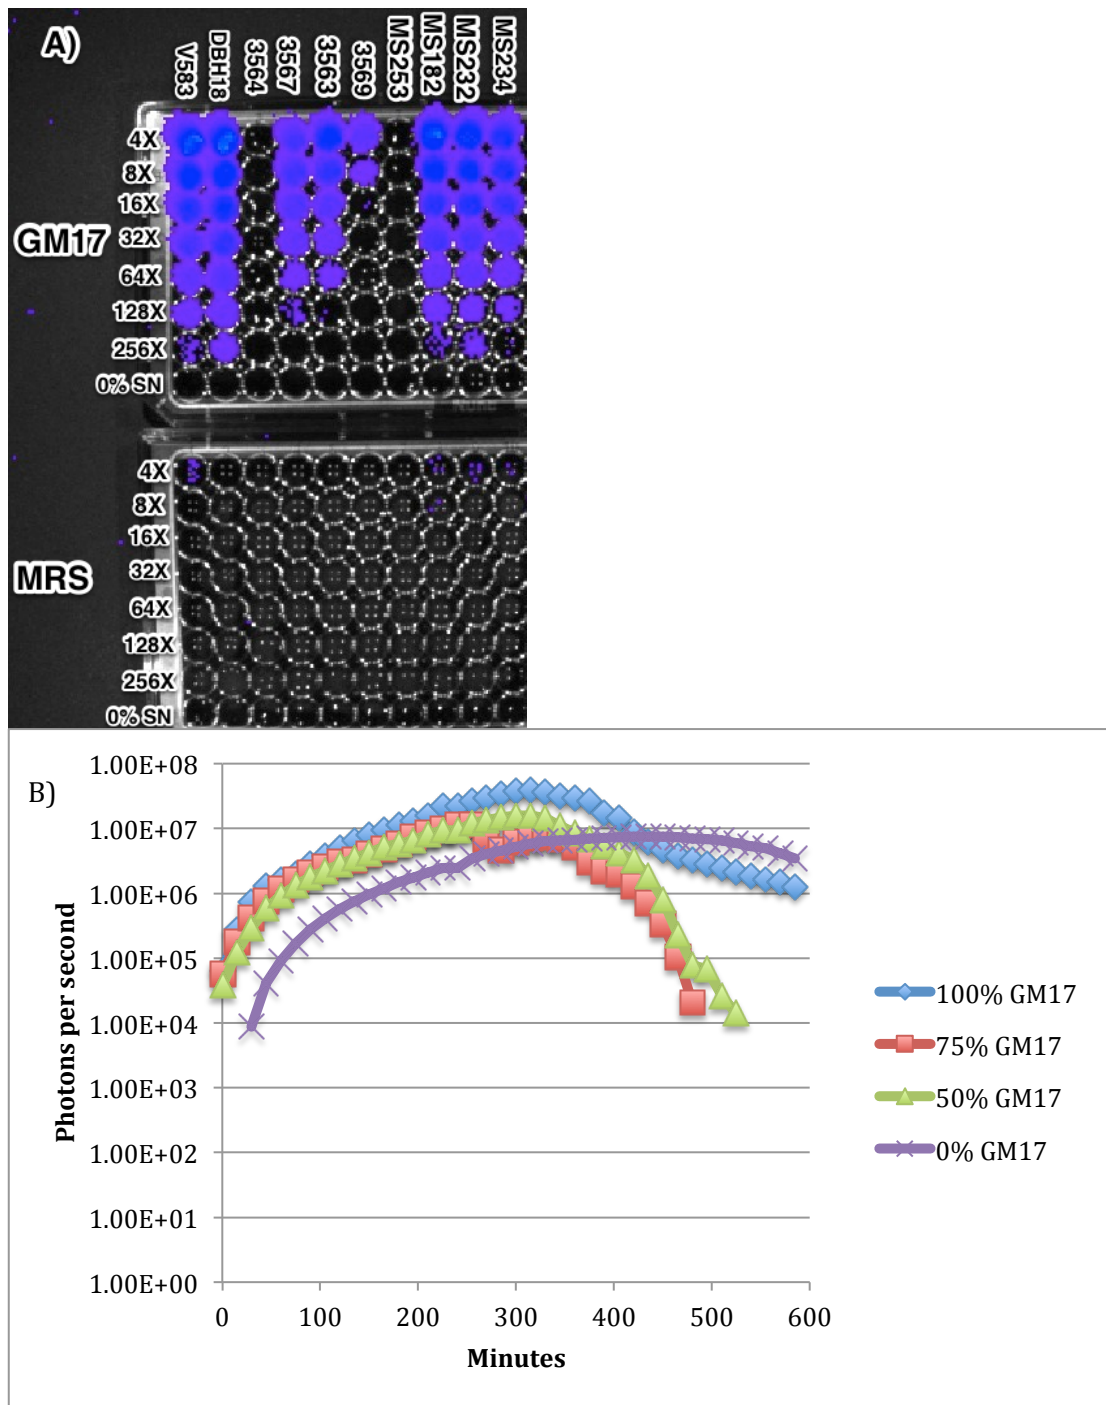 A)
V583 DBH18 3564 3567 3563 3569 MS253 MS182 MS232 MS234
GM17
4X
8X
16X
32X
64X
128X
256X
0% SN
MRS
4X
8X
16X
32X
64X
128X
256X
0% SN
B)
Photons per second
1.00E+08
1.00E+07
1.00E+06
1.00E+05
1.00E+04
1.00E+03
1.00E+02
1.00E+01
1.00E+00
0 100 200 300 400 500 600
Minutes
100% GM17
75% GM17
50% GM17
0% GM17